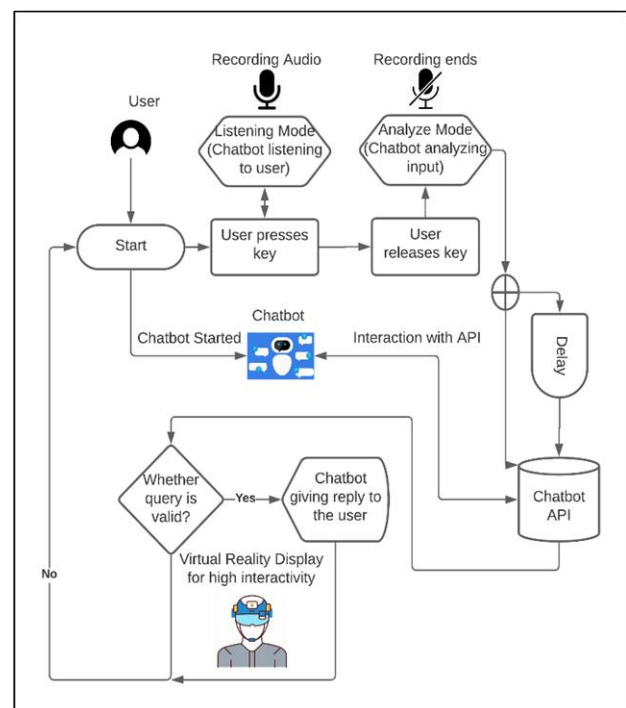 Recording Audio
Recording ends
User
Listening Mode
(Chatbot listening
to user)
Analyze Mode
(Chatbot analyzing
input)
Start
User presses
key
User
releases key
Chatbot
Chatbot Started
Interaction with API
Delay
Whether
query is
valid?
Yes
Chatbot
giving reply to
the user
Chatbot
API
Virtual Reality Display
for high interactivity
No